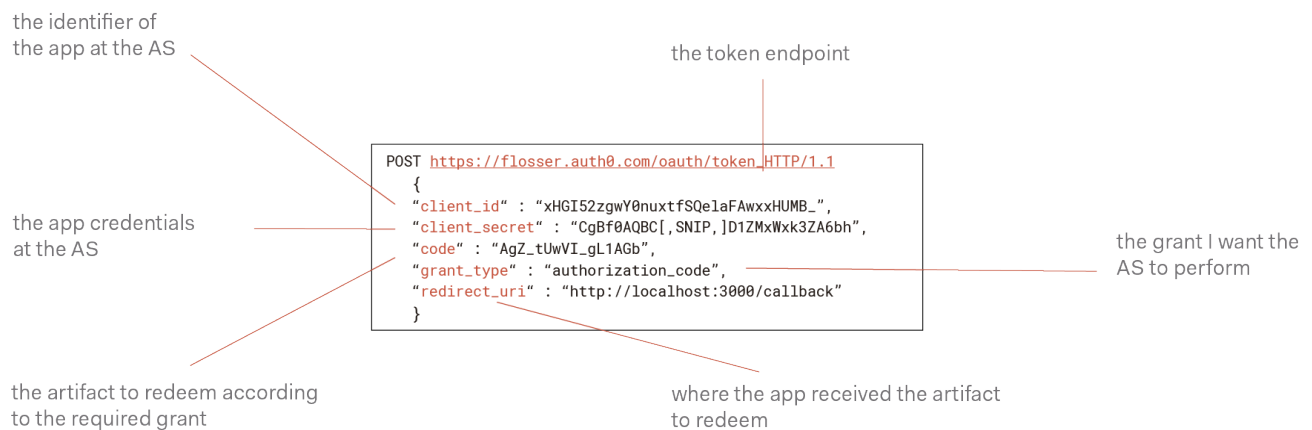 the identifier of
the app at the AS
the token endpoint
POST https://flosser.auth0.com/oauth/token_HTTP/1.1
{
“client_id“ : “xHGI52zgwY0nuxtfSQelaFAwxxHUMB_”,
“client_secret“ : “CgBf0AQBC[,SNIP,]D1ZMxWxk3ZA6bh”,
“code“ : “AgZ_tUwVI_gL1AGb”,
“grant_type“ : “authorization_code”,
“redirect_uri“ : “http://localhost:3000/callback”
}
the app credentials
at the AS
the grant I want the
AS to perform
the artifact to redeem according
to the required grant
where the app received the artifact
to redeem